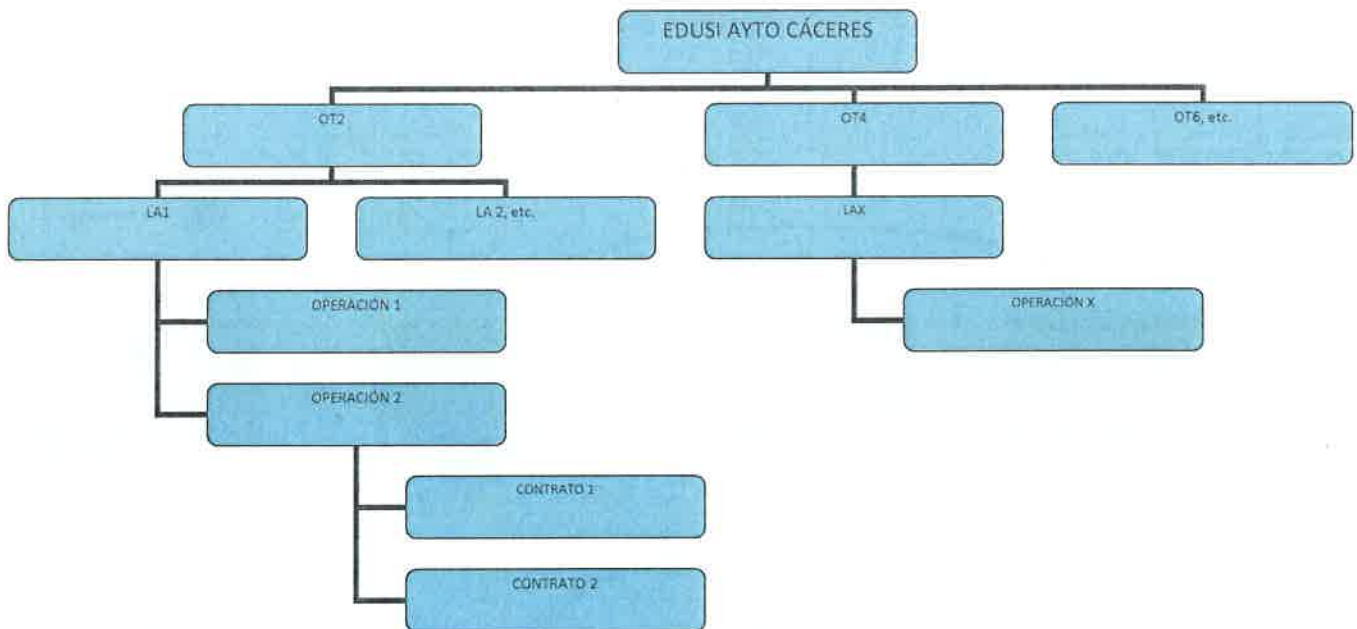 EDUSI AYTO CÁCERES
OT2
OT4
OT6, etc.
LA1
LA 2, etc.
LAX
OPERACIÓN 1
OPERACIÓN X
OPERACIÓN 2
CONTRATO 1
CONTRATO 2